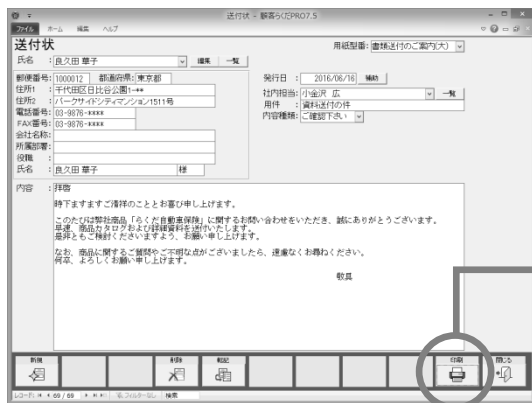 送付状 - 顧客らくだPRO7.5
ファイル ホーム 編集 ヘルプ
送付状
用紙型番: 書類送付のご案内(大)
氏名 : 良久田 華子 編集 一覧
郵便番号: 1000012 都道府県: 東京都
発行日 : 2016/06/16 補助
住所1 : 千代田区日比谷公園1-**
社内担当: 小金沢 広 一覧
住所2 : パークサイドシティマンション1511号
用件 : 資料送付の件
電話番号: 03-9876-****
内容種類: ご確認下さい
FAX番号: 03-9876-****
会社名称:
所属部署:
役職 :
氏名 : 良久田 華子 様
内容 : 拝啓
時下ますますご清祥のこととお喜び申し上げます。
このたびは弊社商品「らくだ自動車保険」に関するお問い合わせをいただき、誠にありがとうございます。
早速、商品カタログおよび詳細資料を送付いたします。
是非ともご検討くださいますよう、お願い申し上げます。
なお、商品に関するご質問やご不明な点がございましたら、遠慮なくお尋ねください。
何卒、よろしくお願い申し上げます。
敬具
新規 削除 転記 印刷 閉じる
レコード: 69 / 69 フィルターなし 検索